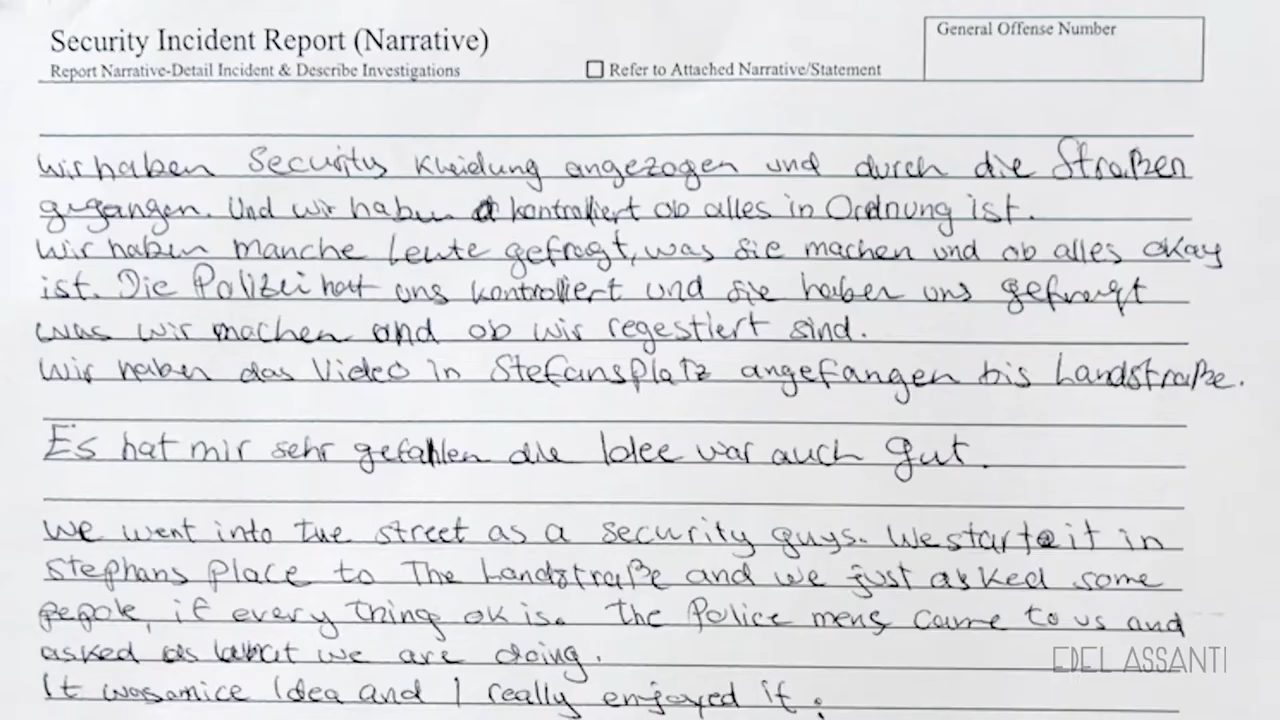 Security Incident Report (Narrative)
General Offense Number
Report Narrative-Detail Incident & Describe Investigations
Refer to Attached Narrative/Statement
Wir haben Security Kleidung angezogen und durch die Straßen
gegangen. Und wir haben kontrolliert ob alles in Ordnung ist.
Wir haben manche Leute gefragt, was sie machen und ob alles okay
ist. Die Polizei hat uns kontrolliert und sie haben uns gefragt
was wir machen und ob wir regestiert sind.
Wir haben das Video in Stefansplatz angefangen bis Landstraße.
Es hat mir sehr gefahlen die Idee war auch gut.
We went into the street as a security guys. We starte it in
Stephans place to The Landstraße and we just asked some
pepole, if every thing ok is. The Police mens came to us and
asked us what we are doing.
It was a nice Idea and I really enjoyed it.
EDEL ASSANTI